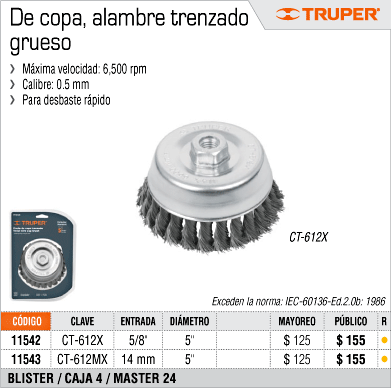 De copa, alambre trenzado
grueso
TRUPER®
› Máxima velocidad: 6,500 rpm
› Calibre: 0.5 mm
› Para desbaste rápido
TRUPER
CT-612X
Exceden la norma: IEC-60136-Ed.2.0b: 1986
CÓDIGO CLAVE ENTRADA DIÁMETRO MAYOREO PÚBLICO R
11542 CT-612X 5/8' 5" $ 125 $ 155
11543 CT-612MX 14 mm 5" $ 125 $ 155
BLISTER / CAJA 4 / MASTER 24